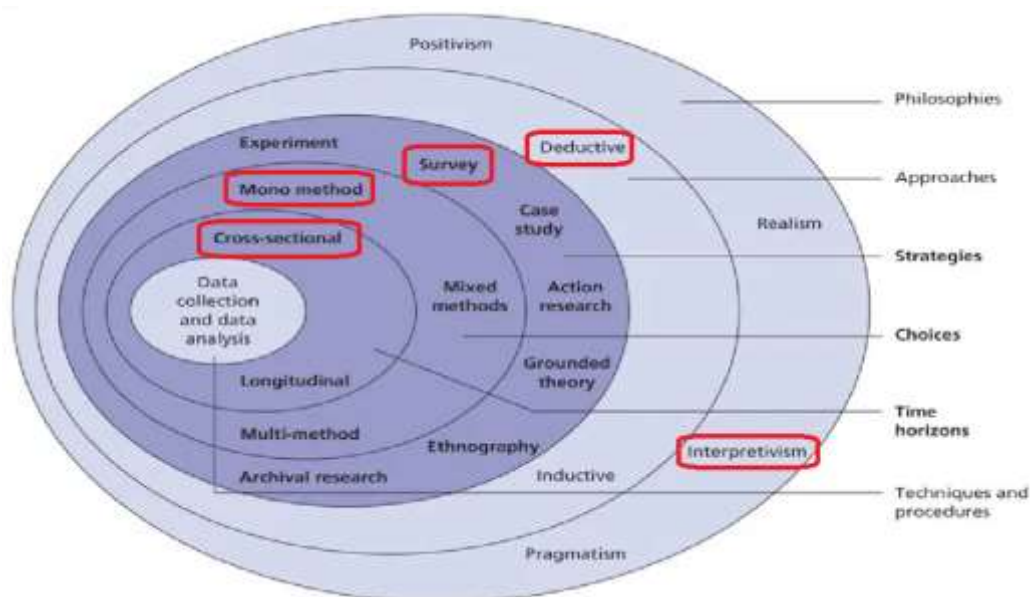 Positivism
Philosophies
Experiment
Deductive
Survey
Approaches
Mono method
Case
study
Realism
Cross-sectional
Strategies
Data
collection
and data
analysis
Mixed
methods
Action
research
Choices
Grounded
theory
Longitudinal
Time
horizons
Multi-method
Ethnography
Interpretivism
Archival research
Inductive
Techniques and
procedures
Pragmatism